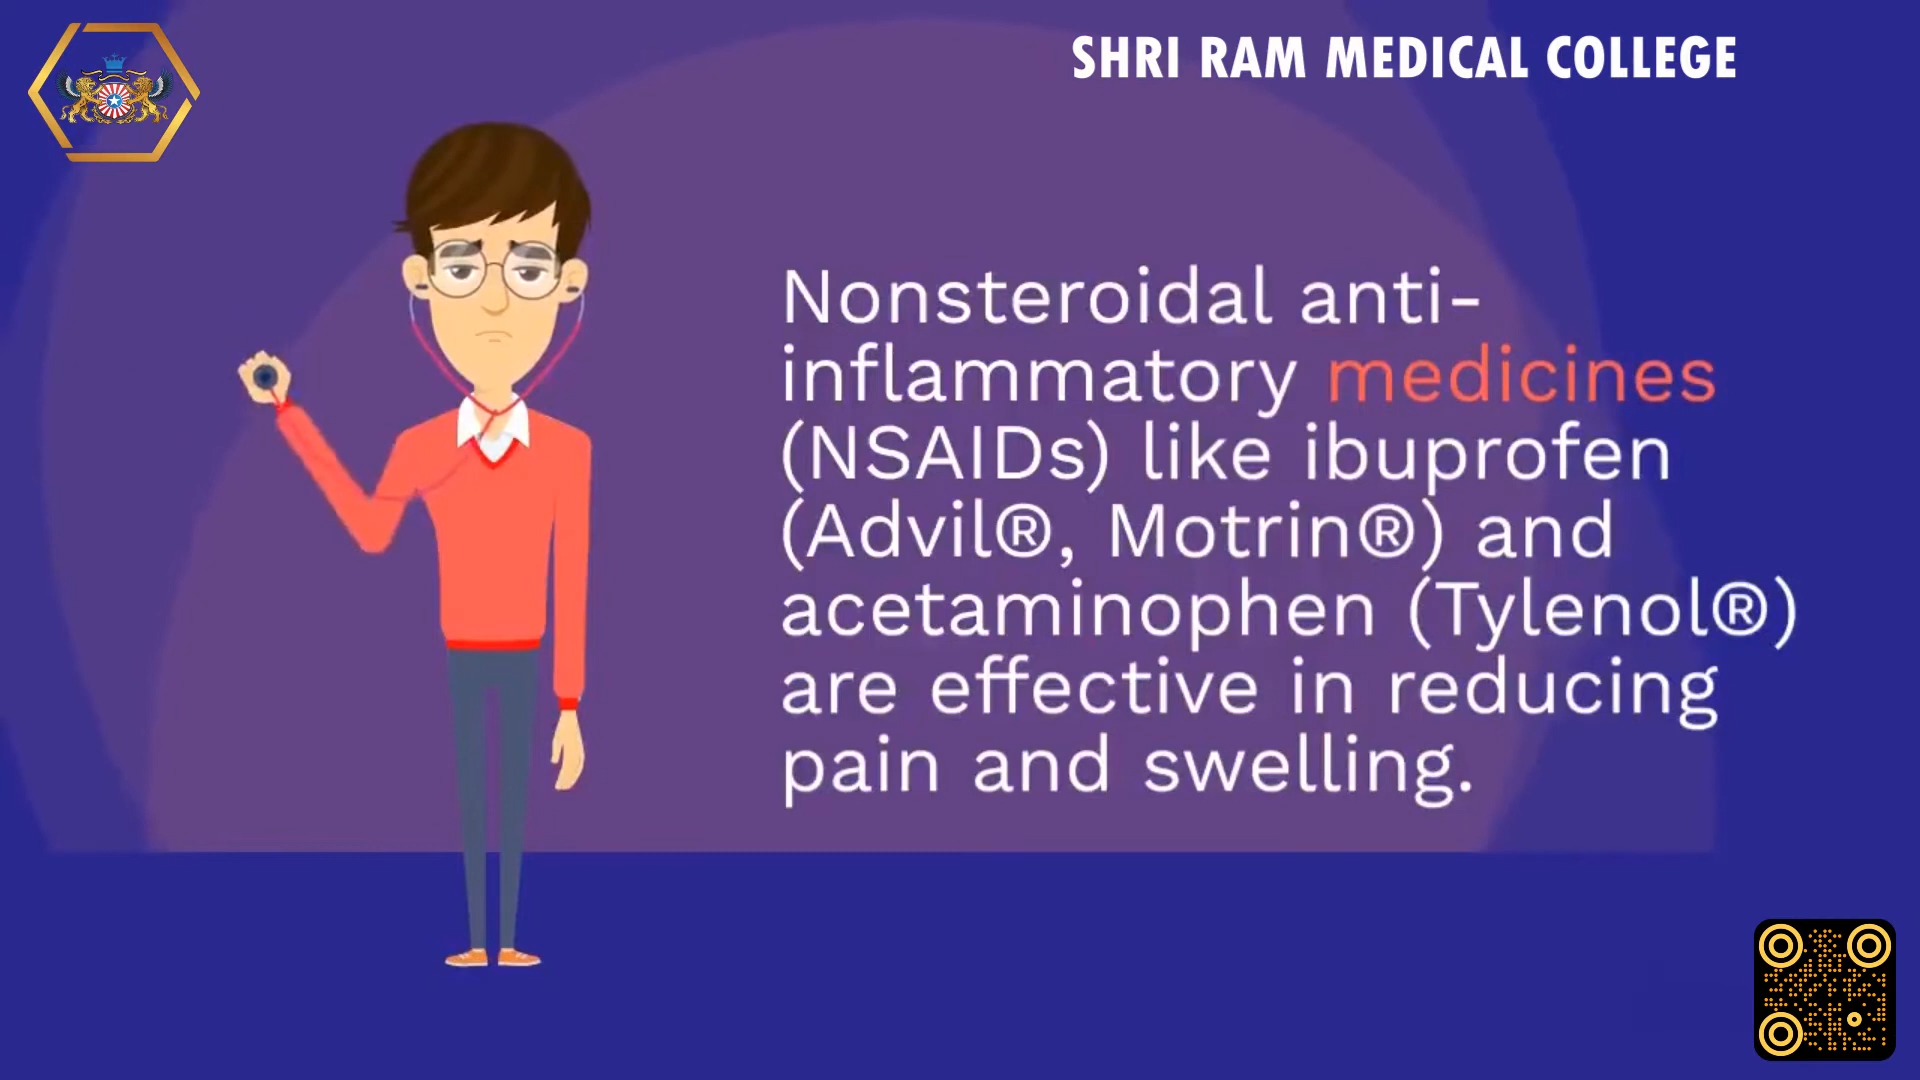 SHRI RAM MEDICAL COLLEGE
Nonsteroidal anti-
inflammatory medicines
(NSAIDs) like ibuprofen
(Advil®, Motrin®) and
acetaminophen (Tylenol®)
are effective in reducing
pain and swelling.